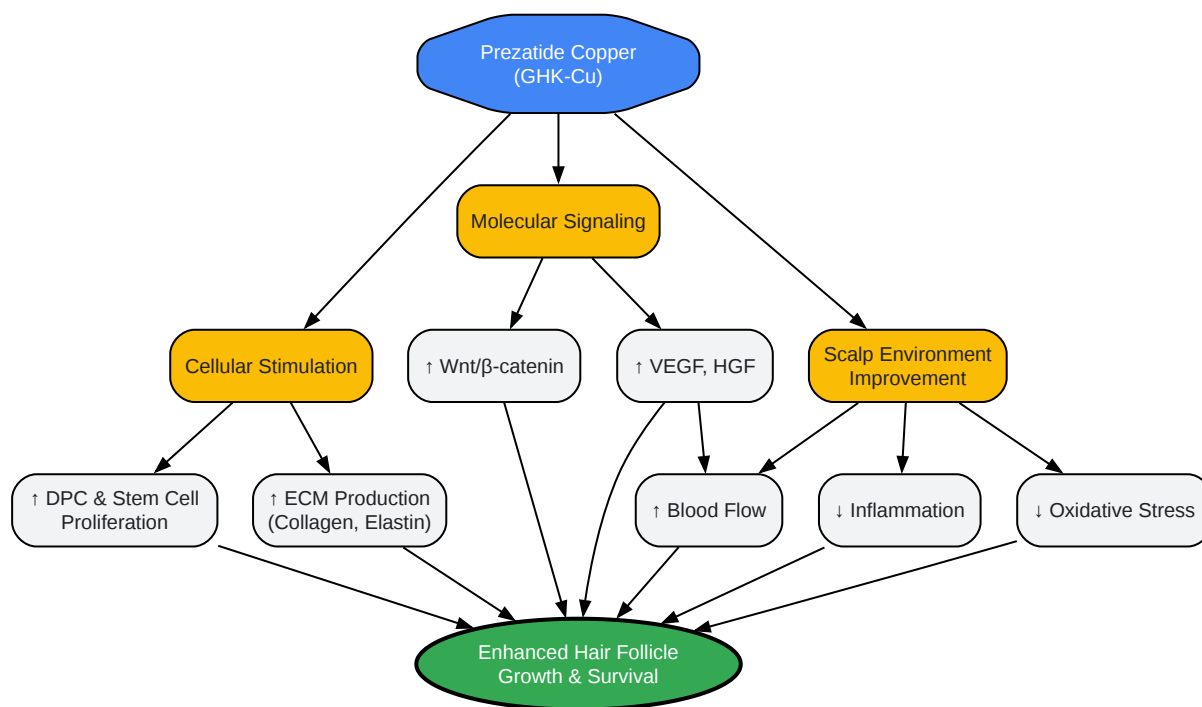 Prezatide Copper
(GHK-Cu)
Molecular Signaling
Cellular Stimulation
↑ Wnt/β-catenin
↑ VEGF, HGF
Scalp Environment
Improvement
↑ DPC & Stem Cell
Proliferation
↑ ECM Production
(Collagen, Elastin)
↑ Blood Flow
↓ Inflammation
↓ Oxidative Stress
Enhanced Hair Follicle
Growth & Survival